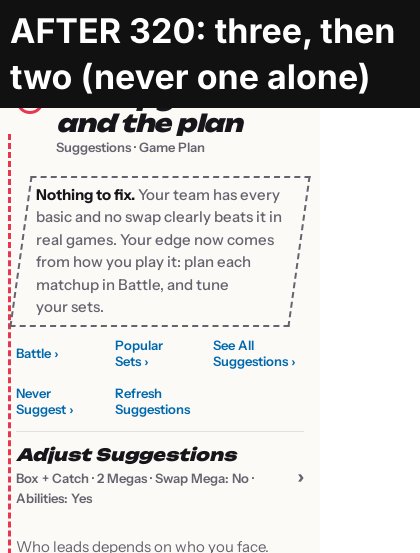 AFTER 320: three, then
two (never one alone)
and the plan
Suggestions · Game Plan
Nothing to fix. Your team has every
basic and no swap clearly beats it in
real games. Your edge now comes
from how you play it: plan each
matchup in Battle, and tune
your sets.
Battle ›
Popular
Sets ›
See All
Suggestions ›
Never
Suggest ›
Refresh
Suggestions
Adjust Suggestions
Box + Catch · 2 Megas · Swap Mega: No ·
Abilities: Yes
›
Who leads depends on who you face.